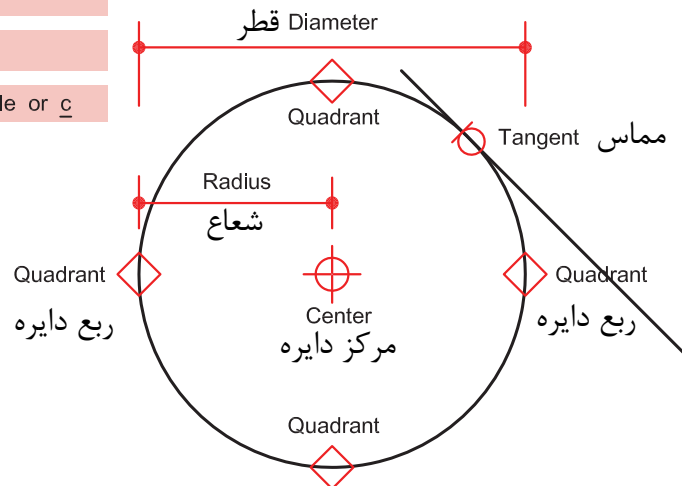 قطر Diameter
le or c
Quadrant
Tangent مماس
Radius
شعاع
Quadrant
Quadrant
ربع دایره
ربع دایره
Center
مرکز دایره
Quadrant